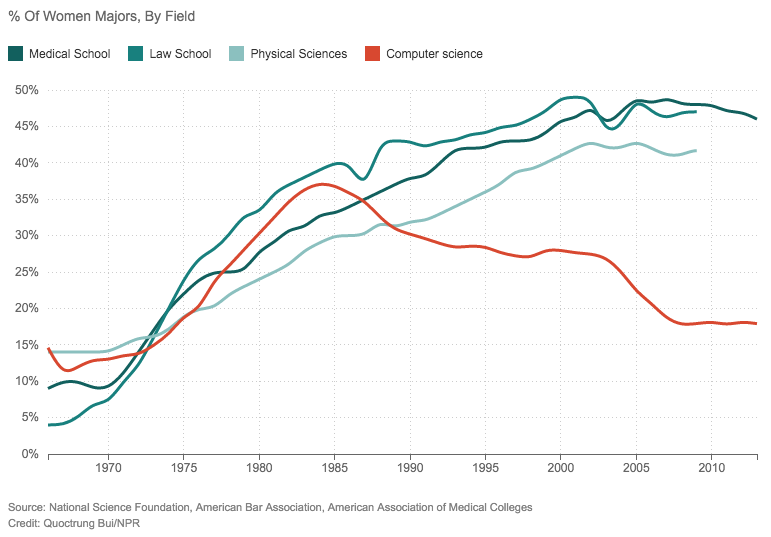 % Of Women Majors, By Field
Medical School Law School Physical Sciences Computer science
50%
45%
40%
35%
30%
25%
20%
15%
10%
5%
0%
1970 1975 1980 1985 1990 1995 2000 2005 2010
Source: National Science Foundation, American Bar Association, American Association of Medical Colleges
Credit: Quoctrung Bui/NPR